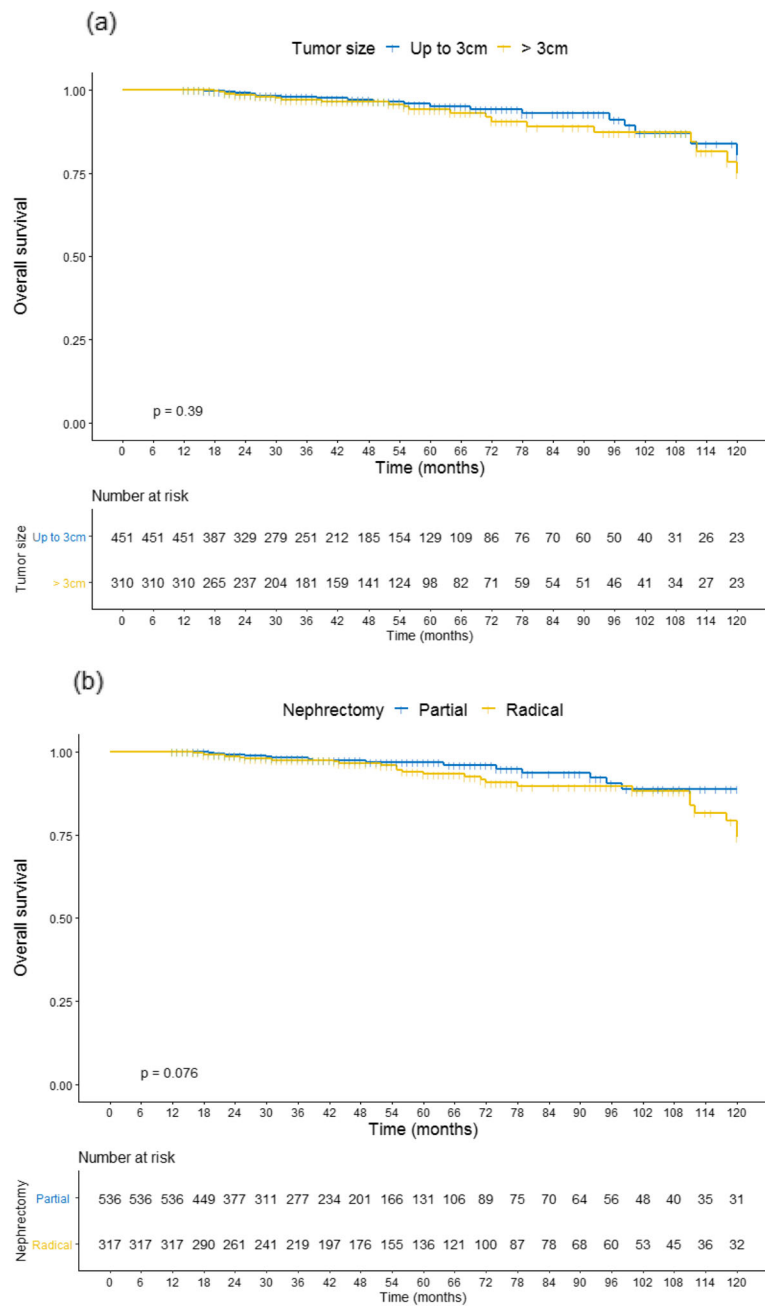 (a)
Tumor size Up to 3cm > 3cm
1.00
0.75
0.50
0.25
0.00
Overall survival
p = 0.39
0 6 12 18 24 30 36 42 48 54 60 66 72 78 84 90 96 102 108 114 120
Time (months)
Number at risk
Tumor size
Up to 3cm 451 451 451 387 329 279 251 212 185 154 129 109 86 76 70 60 50 40 31 26 23
> 3cm 310 310 310 265 237 204 181 159 141 124 98 82 71 59 54 51 46 41 34 27 23
0 6 12 18 24 30 36 42 48 54 60 66 72 78 84 90 96 102 108 114 120
Time (months)
(b)
Nephrectomy Partial Radical
1.00
0.75
0.50
0.25
0.00
Overall survival
p = 0.076
0 6 12 18 24 30 36 42 48 54 60 66 72 78 84 90 96 102 108 114 120
Time (months)
Number at risk
Nephrectomy
Partial 536 536 536 449 377 311 277 234 201 166 131 106 89 75 70 64 56 48 40 35 31
Radical 317 317 317 290 261 241 219 197 176 155 136 121 100 87 78 68 60 53 45 36 32
0 6 12 18 24 30 36 42 48 54 60 66 72 78 84 90 96 102 108 114 120
Time (months)